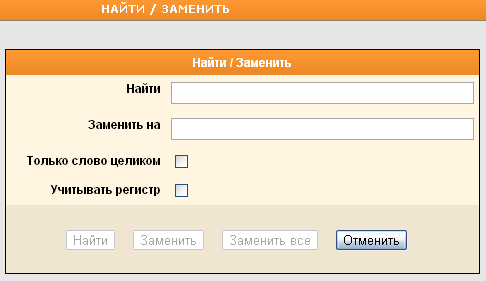 НАЙТИ / ЗАМЕНИТЬ
Найти / Заменить
Найти
Заменить на
Только слово целиком
Учитывать регистр
Найти Заменить Заменить все Отменить